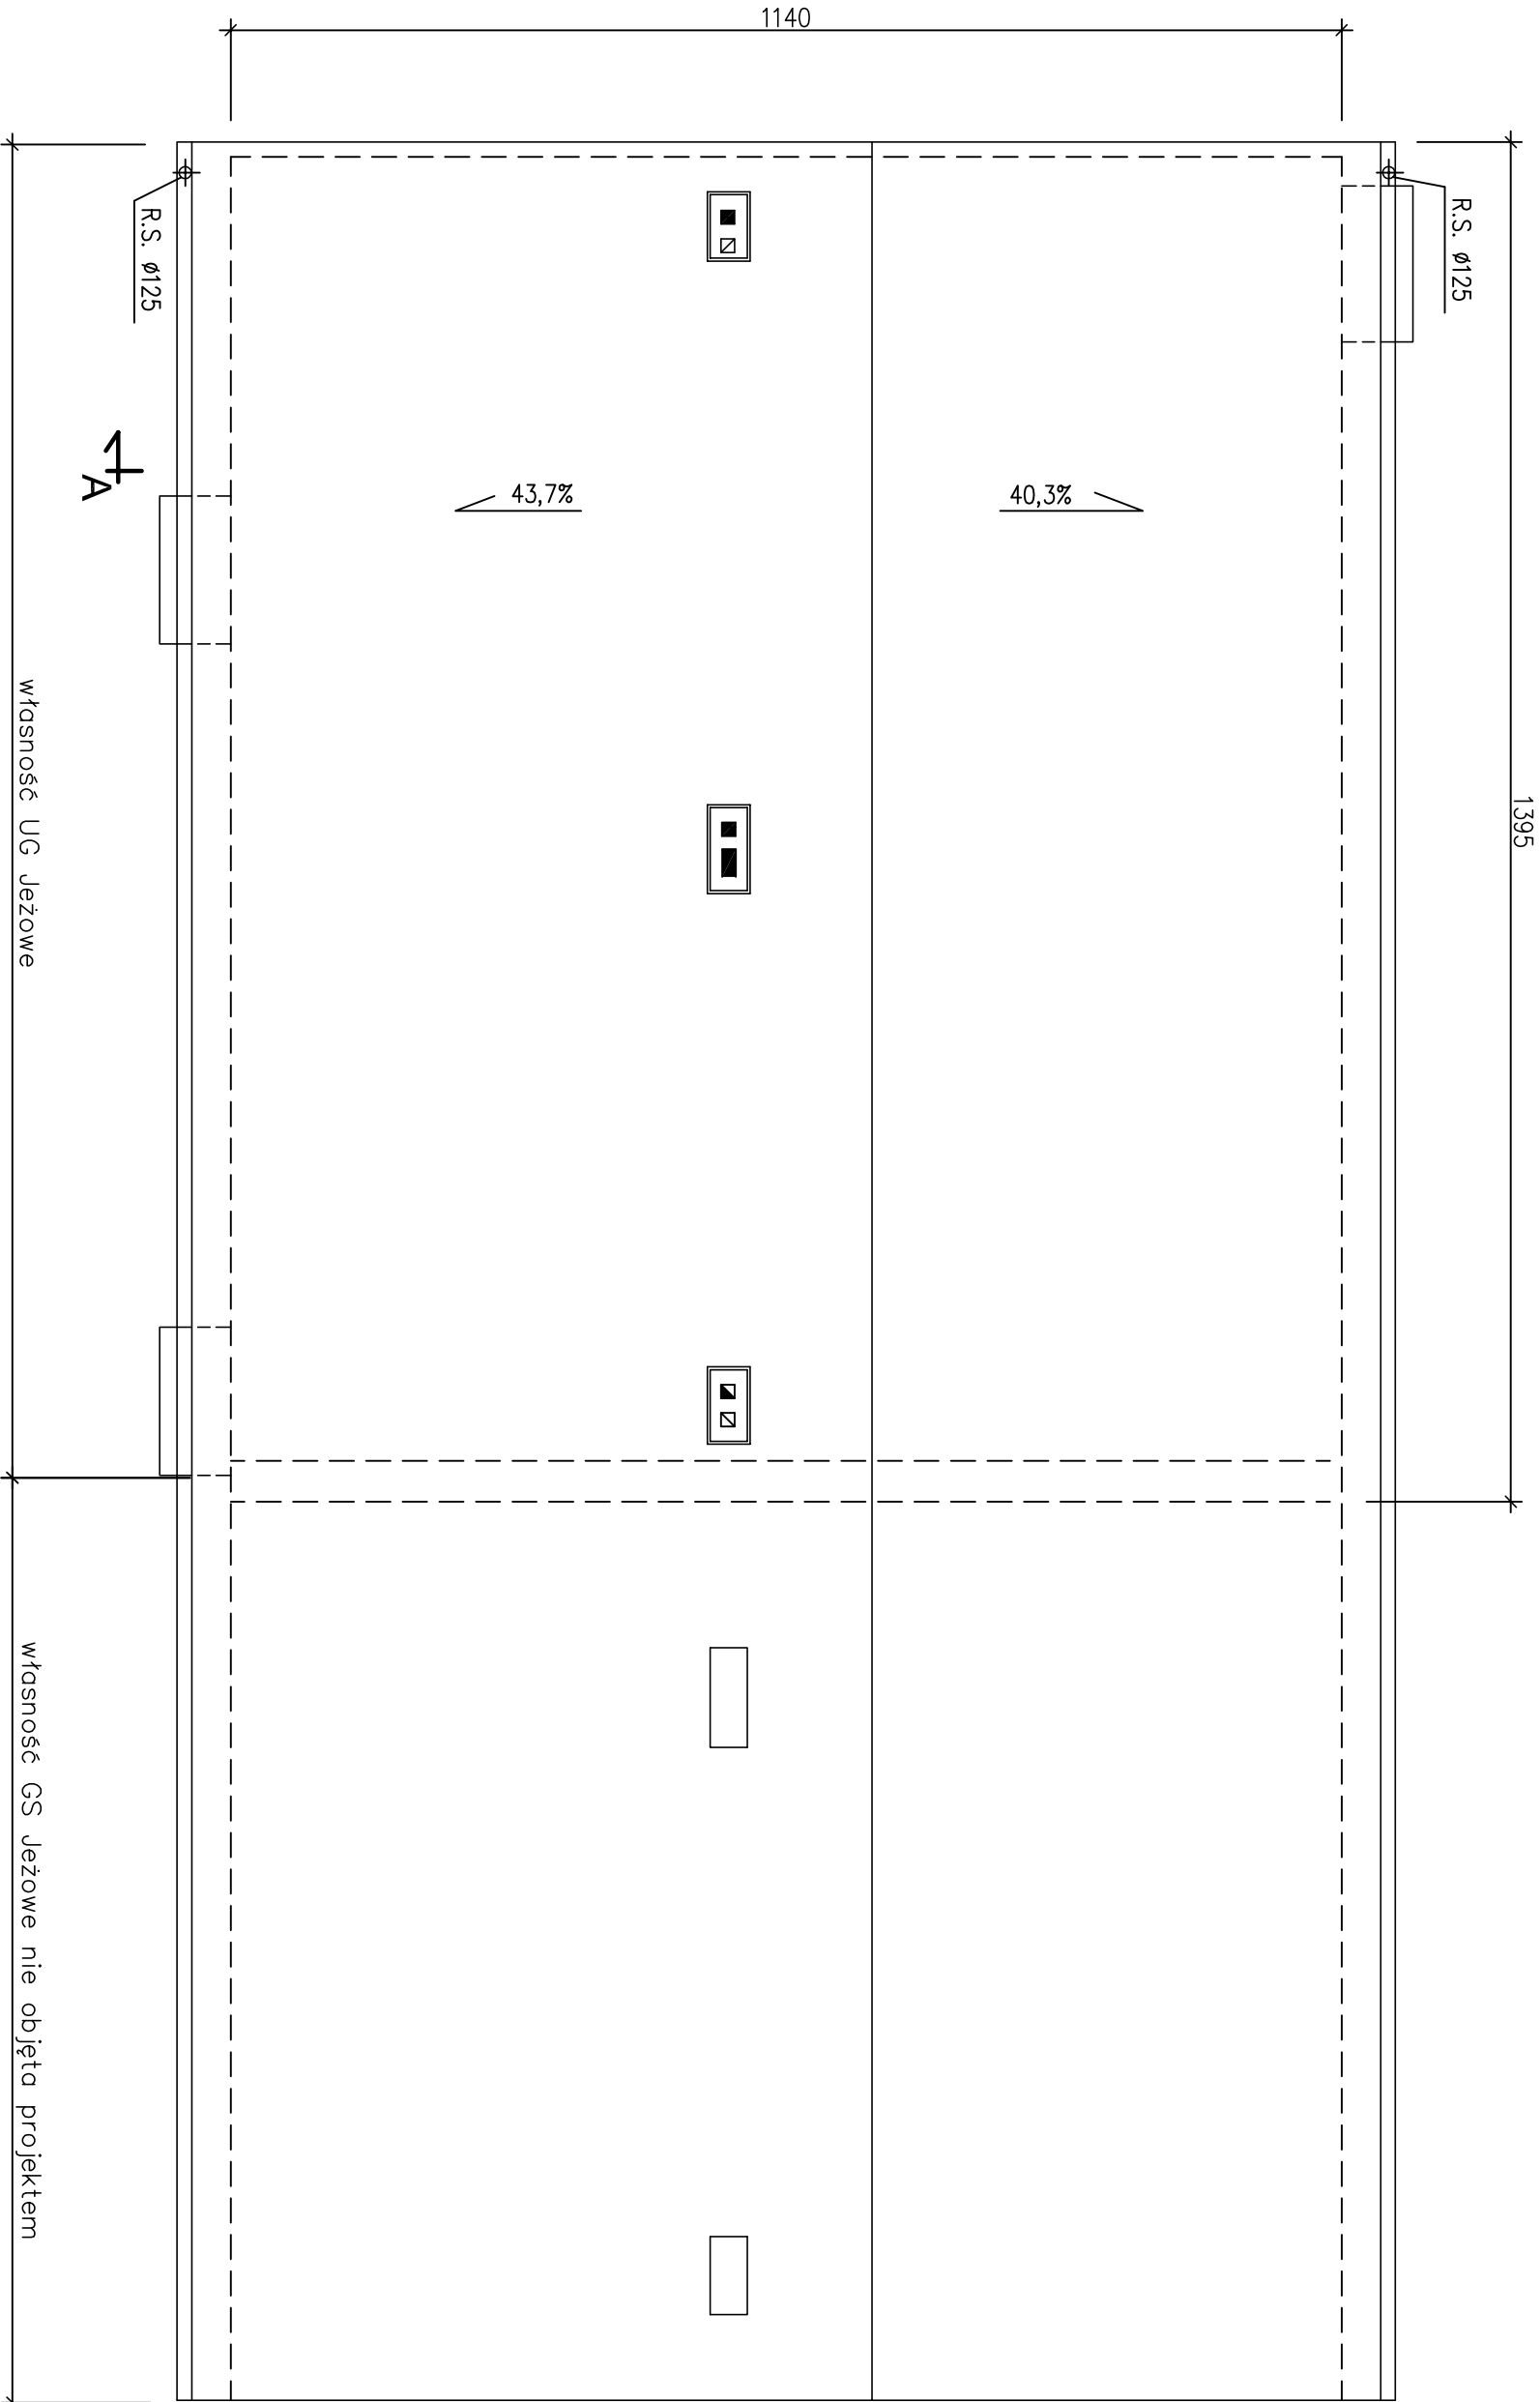 1140
R.S. ø125
R.S. ø125
A
43,7%
40,3%
1395
własność UG Jeżowe
własność GS Jeżowe nie objęta projektem